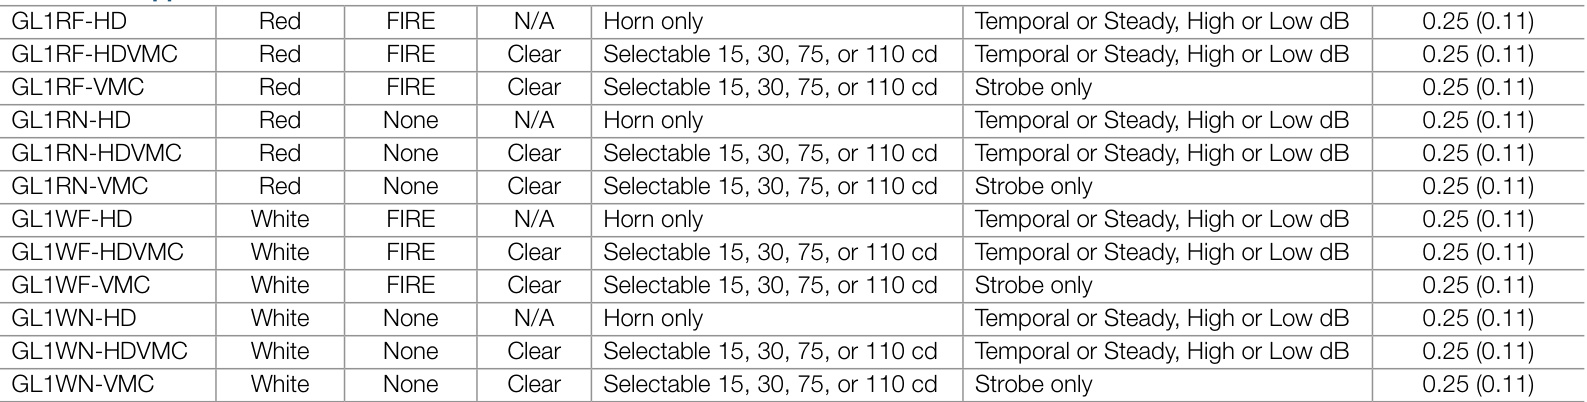 GL1RF-HD Red FIRE N/A Horn only Temporal or Steady, High or Low dB 0.25 (0.11)
GL1RF-HDVMC Red FIRE Clear Selectable 15, 30, 75, or 110 cd Temporal or Steady, High or Low dB 0.25 (0.11)
GL1RF-VMC Red FIRE Clear Selectable 15, 30, 75, or 110 cd Strobe only 0.25 (0.11)
GL1RN-HD Red None N/A Horn only Temporal or Steady, High or Low dB 0.25 (0.11)
GL1RN-HDVMC Red None Clear Selectable 15, 30, 75, or 110 cd Temporal or Steady, High or Low dB 0.25 (0.11)
GL1RN-VMC Red None Clear Selectable 15, 30, 75, or 110 cd Strobe only 0.25 (0.11)
GL1WF-HD White FIRE N/A Horn only Temporal or Steady, High or Low dB 0.25 (0.11)
GL1WF-HDVMC White FIRE Clear Selectable 15, 30, 75, or 110 cd Temporal or Steady, High or Low dB 0.25 (0.11)
GL1WF-VMC White FIRE Clear Selectable 15, 30, 75, or 110 cd Strobe only 0.25 (0.11)
GL1WN-HD White None N/A Horn only Temporal or Steady, High or Low dB 0.25 (0.11)
GL1WN-HDVMC White None Clear Selectable 15, 30, 75, or 110 cd Temporal or Steady, High or Low dB 0.25 (0.11)
GL1WN-VMC White None Clear Selectable 15, 30, 75, or 110 cd Strobe only 0.25 (0.11)